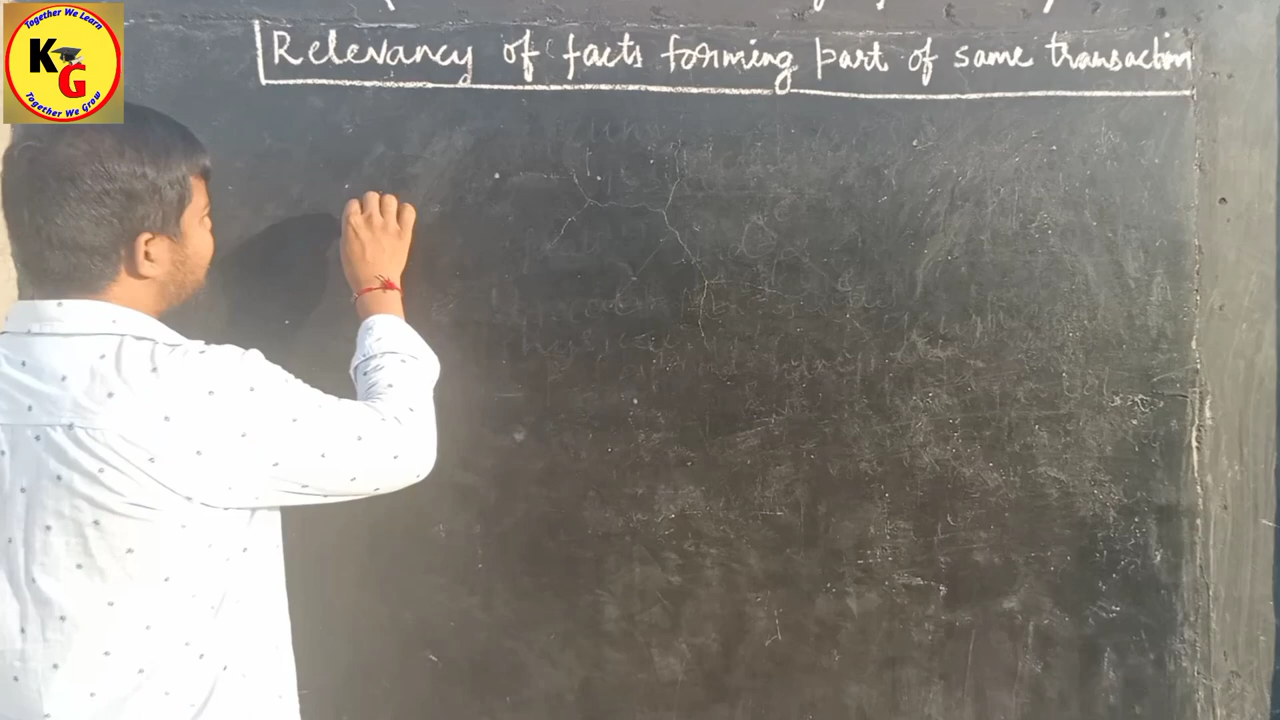 Together We Learn
KG
Together We Grow
Relevancy of facts forming part of same transaction